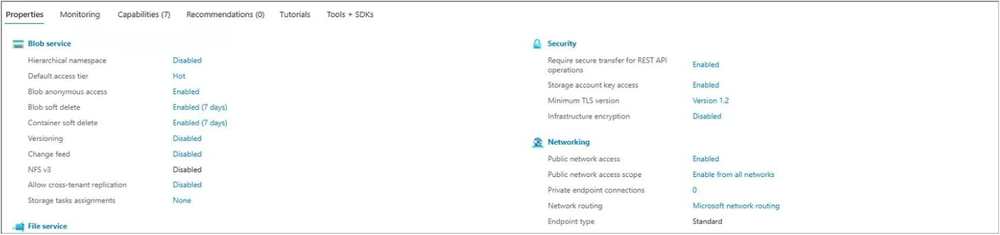 Properties Monitoring Capabilities (7) Recommendations (0) Tutorials Tools + SDKs
Blob service
Hierarchical namespace Disabled
Default access tier Hot
Blob anonymous access Enabled
Blob soft delete Enabled (7 days)
Container soft delete Enabled (7 days)
Versioning Disabled
Change feed Disabled
NFS v3 Disabled
Allow cross-tenant replication Disabled
Storage tasks assignments None
File service
Security
Require secure transfer for REST API
operations Enabled
Storage account key access Enabled
Minimum TLS version Version 1.2
Infrastructure encryption Disabled
Networking
Public network access Enabled
Public network access scope Enable from all networks
Private endpoint connections 0
Network routing Microsoft network routing
Endpoint type Standard